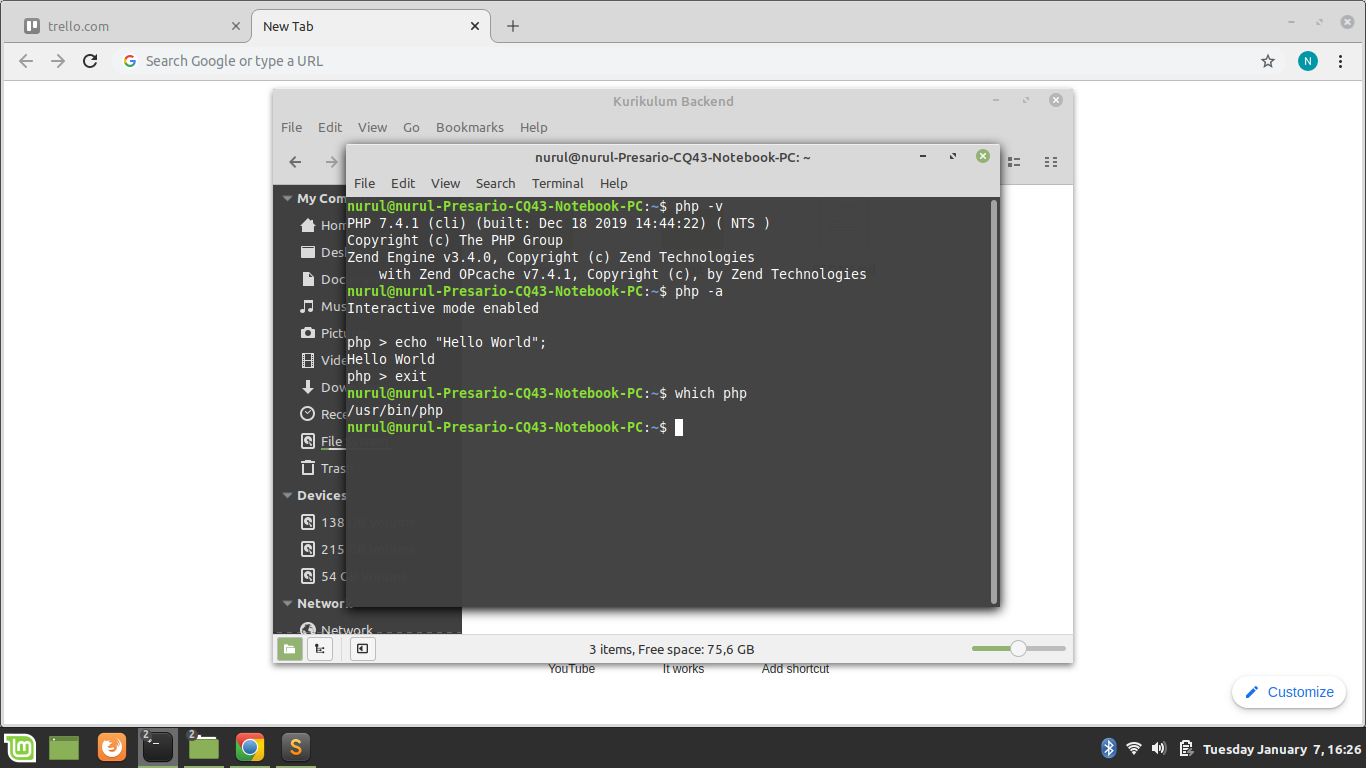 trello.com
New Tab
Search Google or type a URL
N
Kurikulum Backend
File Edit View Go Bookmarks Help
nurul@nurul-Presario-CQ43-Notebook-PC: ~
File Edit View Search Terminal Help
My Com
Hom
Desk
Doc
Mus
Pictu
Vide
Dow
Rece
File
Tras
Devices
138
215
54 G
Network
Network
nurul@nurul-Presario-CQ43-Notebook-PC:~$ php -v
PHP 7.4.1 (cli) (built: Dec 18 2019 14:44:22) ( NTS )
Copyright (c) The PHP Group
Zend Engine v3.4.0, Copyright (c) Zend Technologies
    with Zend OPcache v7.4.1, Copyright (c), by Zend Technologies
nurul@nurul-Presario-CQ43-Notebook-PC:~$ php -a
Interactive mode enabled
php > echo "Hello World";
Hello World
php > exit
nurul@nurul-Presario-CQ43-Notebook-PC:~$ which php
/usr/bin/php
nurul@nurul-Presario-CQ43-Notebook-PC:~$
3 items, Free space: 75,6 GB
YouTube
It works
Add shortcut
Customize
2
2
S
Tuesday January 7, 16:26